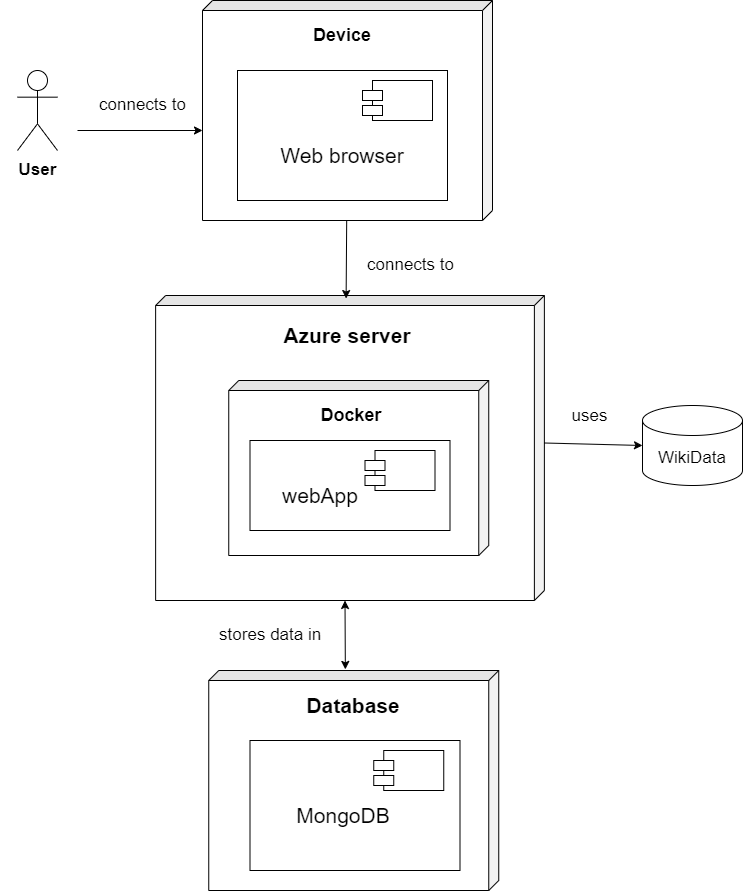 Device
connects to
Web browser
User
connects to
Azure server
Docker
uses
WikiData
webApp
stores data in
Database
MongoDB